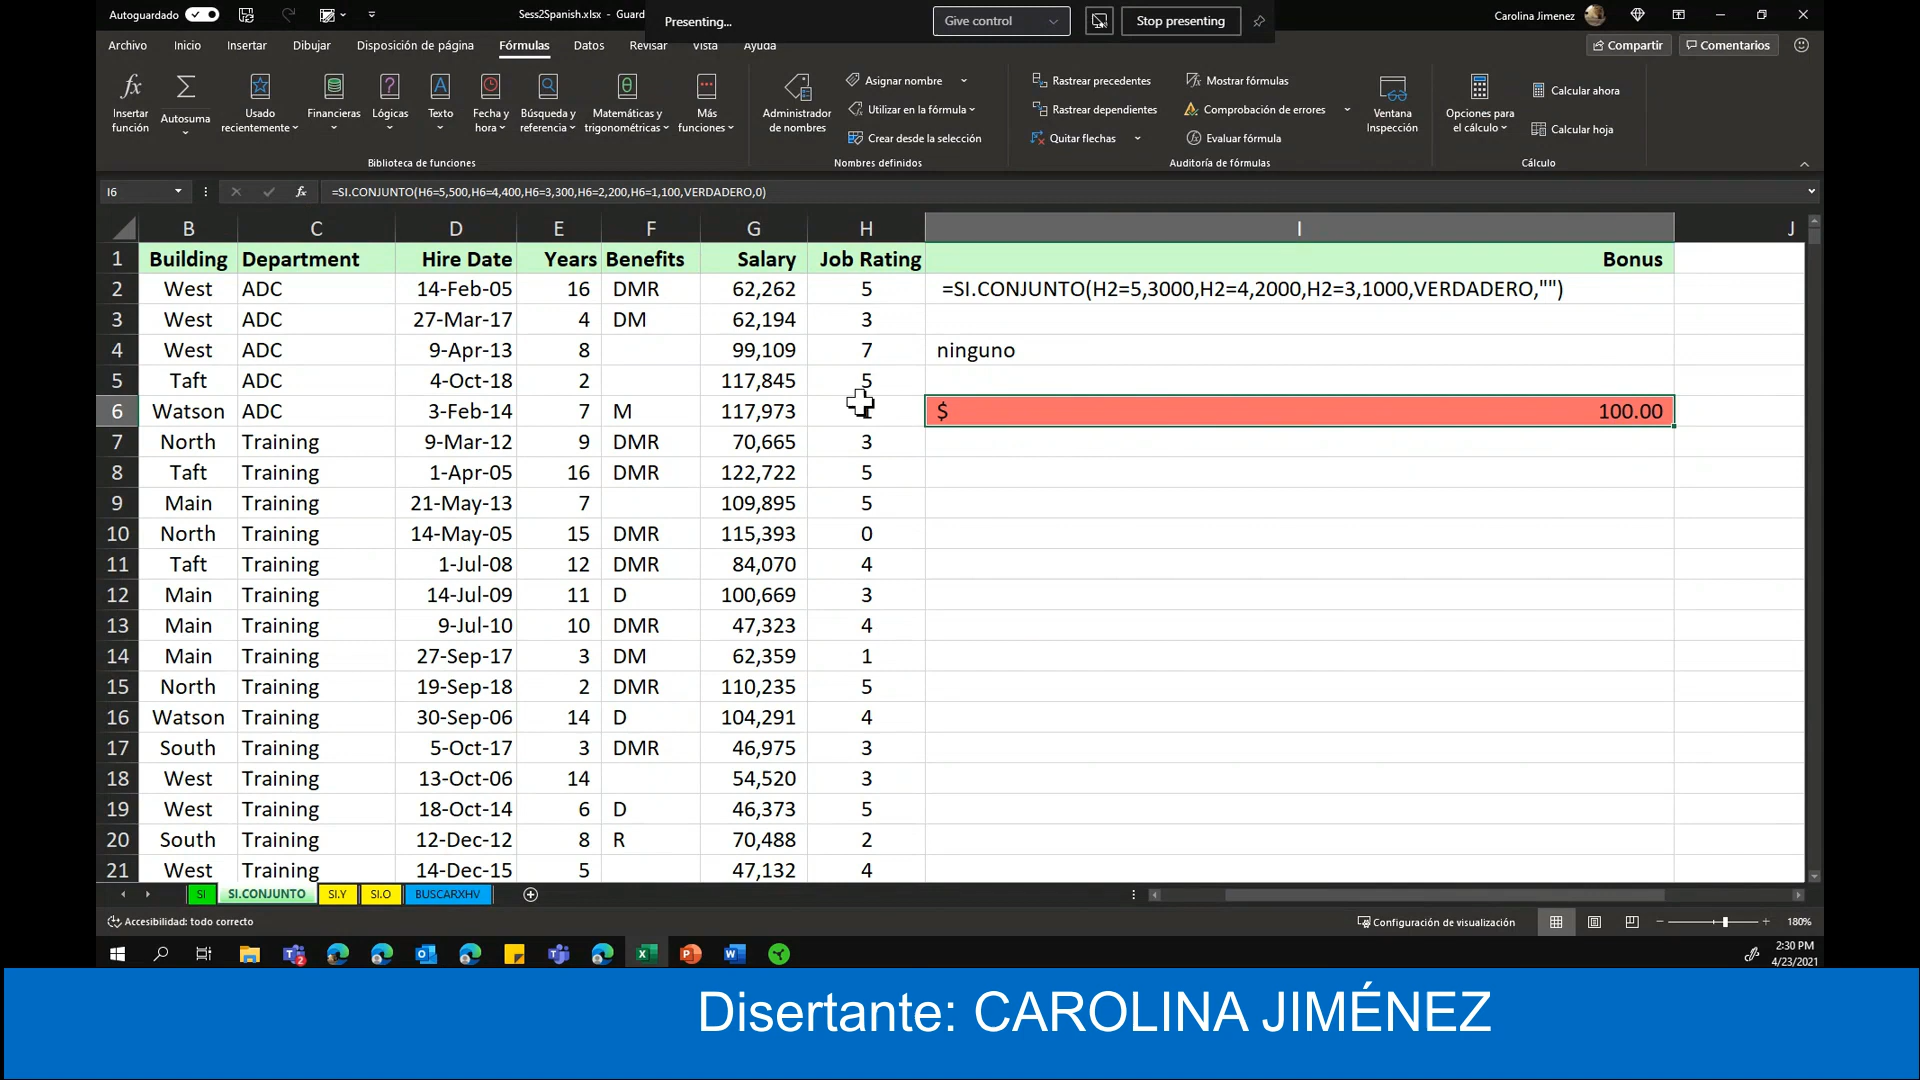 Autoguardado
Sess2Spanish.xlsx - Guard
Presenting...
Give control
Stop presenting
Carolina Jimenez
Archivo Inicio Insertar Dibujar Disposición de página Fórmulas Datos Revisar Vista Ayuda
Compartir Comentarios
Insertar función
Autosuma
Usado recientemente
Financieras
Lógicas
Texto
Fecha y hora
Búsqueda y referencia
Matemáticas y trigonométricas
Más funciones
Biblioteca de funciones
Administrador de nombres
Asignar nombre
Utilizar en la fórmula
Crear desde la selección
Nombres definidos
Rastrear precedentes
Rastrear dependientes
Quitar flechas
Mostrar fórmulas
Comprobación de errores
Evaluar fórmula
Ventana Inspección
Auditoría de fórmulas
Opciones para el cálculo
Calcular ahora
Calcular hoja
Cálculo
I6 fx =SI.CONJUNTO(H6=5,500,H6=4,400,H6=3,300,H6=2,200,H6=1,100,VERDADERO,0)
B C D E F G H I J
1 Building Department Hire Date Years Benefits Salary Job Rating Bonus
2 West ADC 14-Feb-05 16 DMR 62,262 5 =SI.CONJUNTO(H2=5,3000,H2=4,2000,H2=3,1000,VERDADERO,"")
3 West ADC 27-Mar-17 4 DM 62,194 3
4 West ADC 9-Apr-13 8 99,109 7 ninguno
5 Taft ADC 4-Oct-18 2 117,845 5
6 Watson ADC 3-Feb-14 7 M 117,973 $ 100.00
7 North Training 9-Mar-12 9 DMR 70,665 3
8 Taft Training 1-Apr-05 16 DMR 122,722 5
9 Main Training 21-May-13 7 109,895 5
10 North Training 14-May-05 15 DMR 115,393 0
11 Taft Training 1-Jul-08 12 DMR 84,070 4
12 Main Training 14-Jul-09 11 D 100,669 3
13 Main Training 9-Jul-10 10 DMR 47,323 4
14 Main Training 27-Sep-17 3 DM 62,359 1
15 North Training 19-Sep-18 2 DMR 110,235 5
16 Watson Training 30-Sep-06 14 D 104,291 4
17 South Training 5-Oct-17 3 DMR 46,975 3
18 West Training 13-Oct-06 14 54,520 3
19 West Training 18-Oct-14 6 D 46,373 5
20 South Training 12-Dec-12 8 R 70,488 2
21 West Training 14-Dec-15 5 47,132 4
SI SI.CONJUNTO SI.Y SI.O BUSCARXHV
Accesibilidad: todo correcto
Configuración de visualización
180%
2:30 PM
4/23/2021
Disertante: CAROLINA JIMÉNEZ